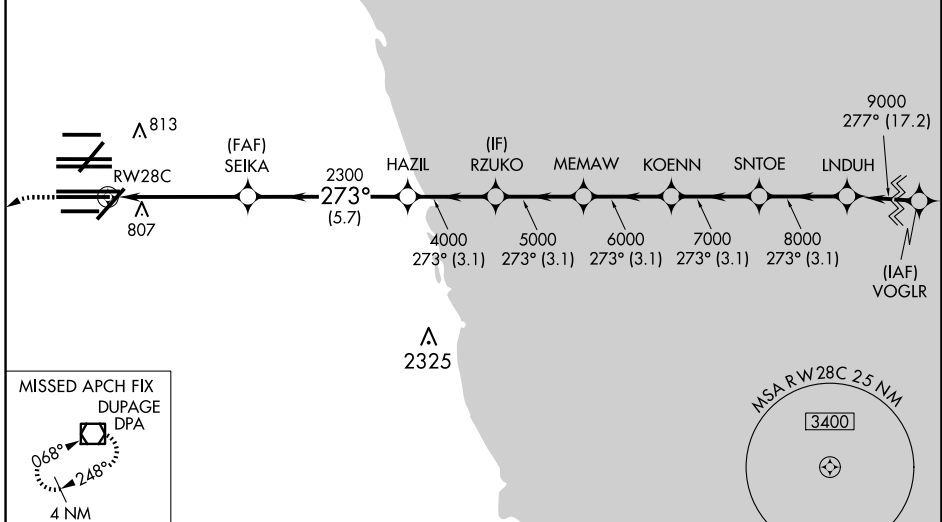 813
807
RW28C
(FAF)
SEIKA
2300
273°
(5.7)
HAZIL
4000
273° (3.1)
(IF)
RZUKO
5000
273° (3.1)
MEMAW
6000
273° (3.1)
KOENN
7000
273° (3.1)
SNTOE
8000
273° (3.1)
LNDUH
9000
277° (17.2)
(IAF)
VOGLR
2325
MISSED APCH FIX
DUPAGE
DPA
068°
248°
4 NM
MSA RW28C 25 NM
3400